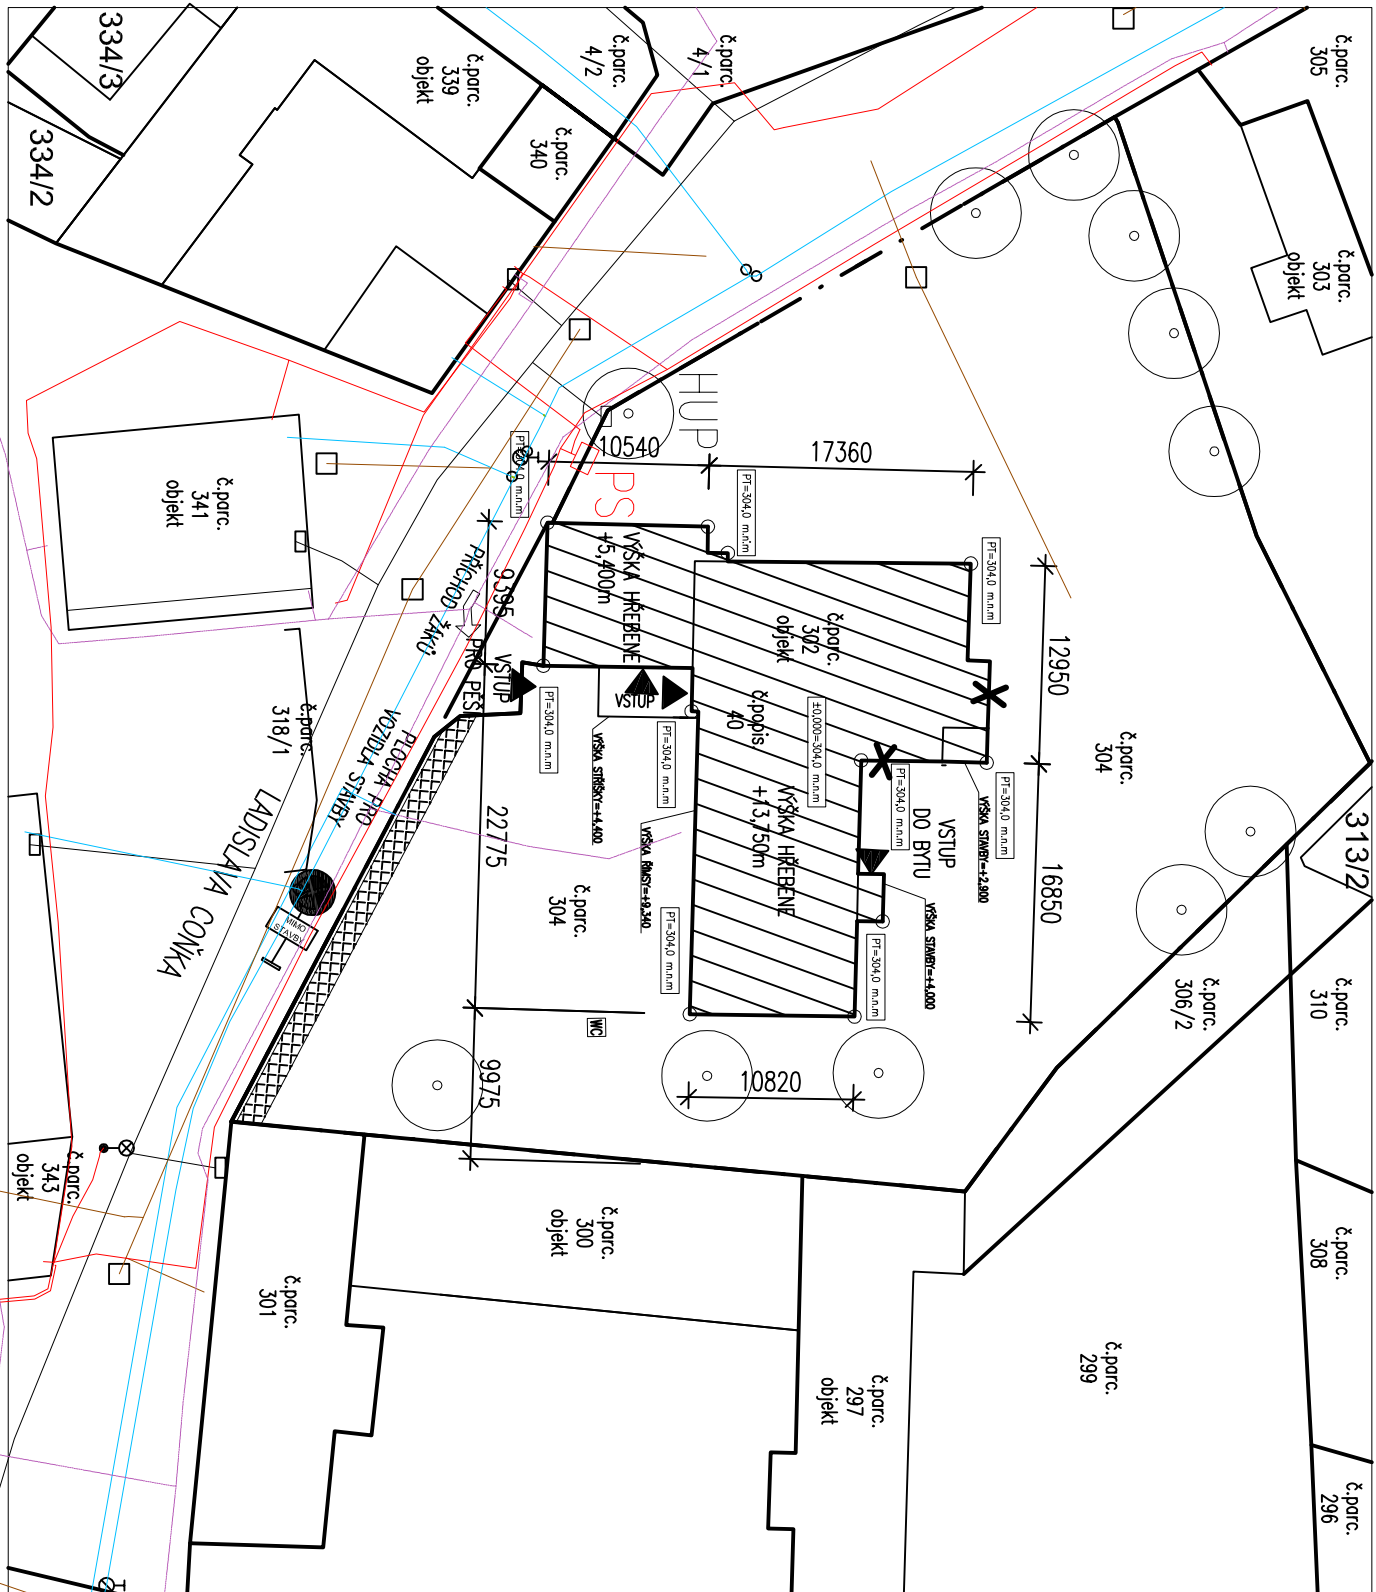 334/3
334/2
č.parc.
339
objekt
č.parc.
340
č.parc.
4/2
č.parc.
4/1
č.parc.
305
č.parc.
303
objekt
HUP
PS
10540
17360
PT=304,0 m.n.m
PT=304,0 m.n.m
PT=304,0 m.n.m
č.parc.
341
objekt
9395
VÝŠKA HŘEBENE
+5,400m
PŘÍCHOD ŽÁKŮ
PRO PĚŠÍ
VSTUP
VSTUP
č.parc.
302
objekt
12950
č.popis.
40
±0,000=304,0 m.n.m
PT=304,0 m.n.m
PT=304,0 m.n.m
PT=304,0 m.n.m
PT=304,0 m.n.m
VÝŠKA STŘÍŠKY=+4,400
VÝŠKA ŘÍMSY=+9,340
VÝŠKA HŘEBENE
+13,750m
VSTUP
DO BYTU
VÝŠKA STAVBY=+2,900
VÝŠKA STAVBY=+4,000
č.parc.
304
č.parc.
304
3113/2
č.parc.
318/1
PLOCHA PRO
VOZIDLA STAVBY
LADISLAVA COŇKA
MIMO
STAVBY
22775
16850
PT=304,0 m.n.m
PT=304,0 m.n.m
WC
9975
10820
č.parc.
306/2
č.parc.
310
č.parc.
343
objekt
č.parc.
301
č.parc.
300
objekt
č.parc.
297
objekt
č.parc.
299
č.parc.
308
č.parc.
296